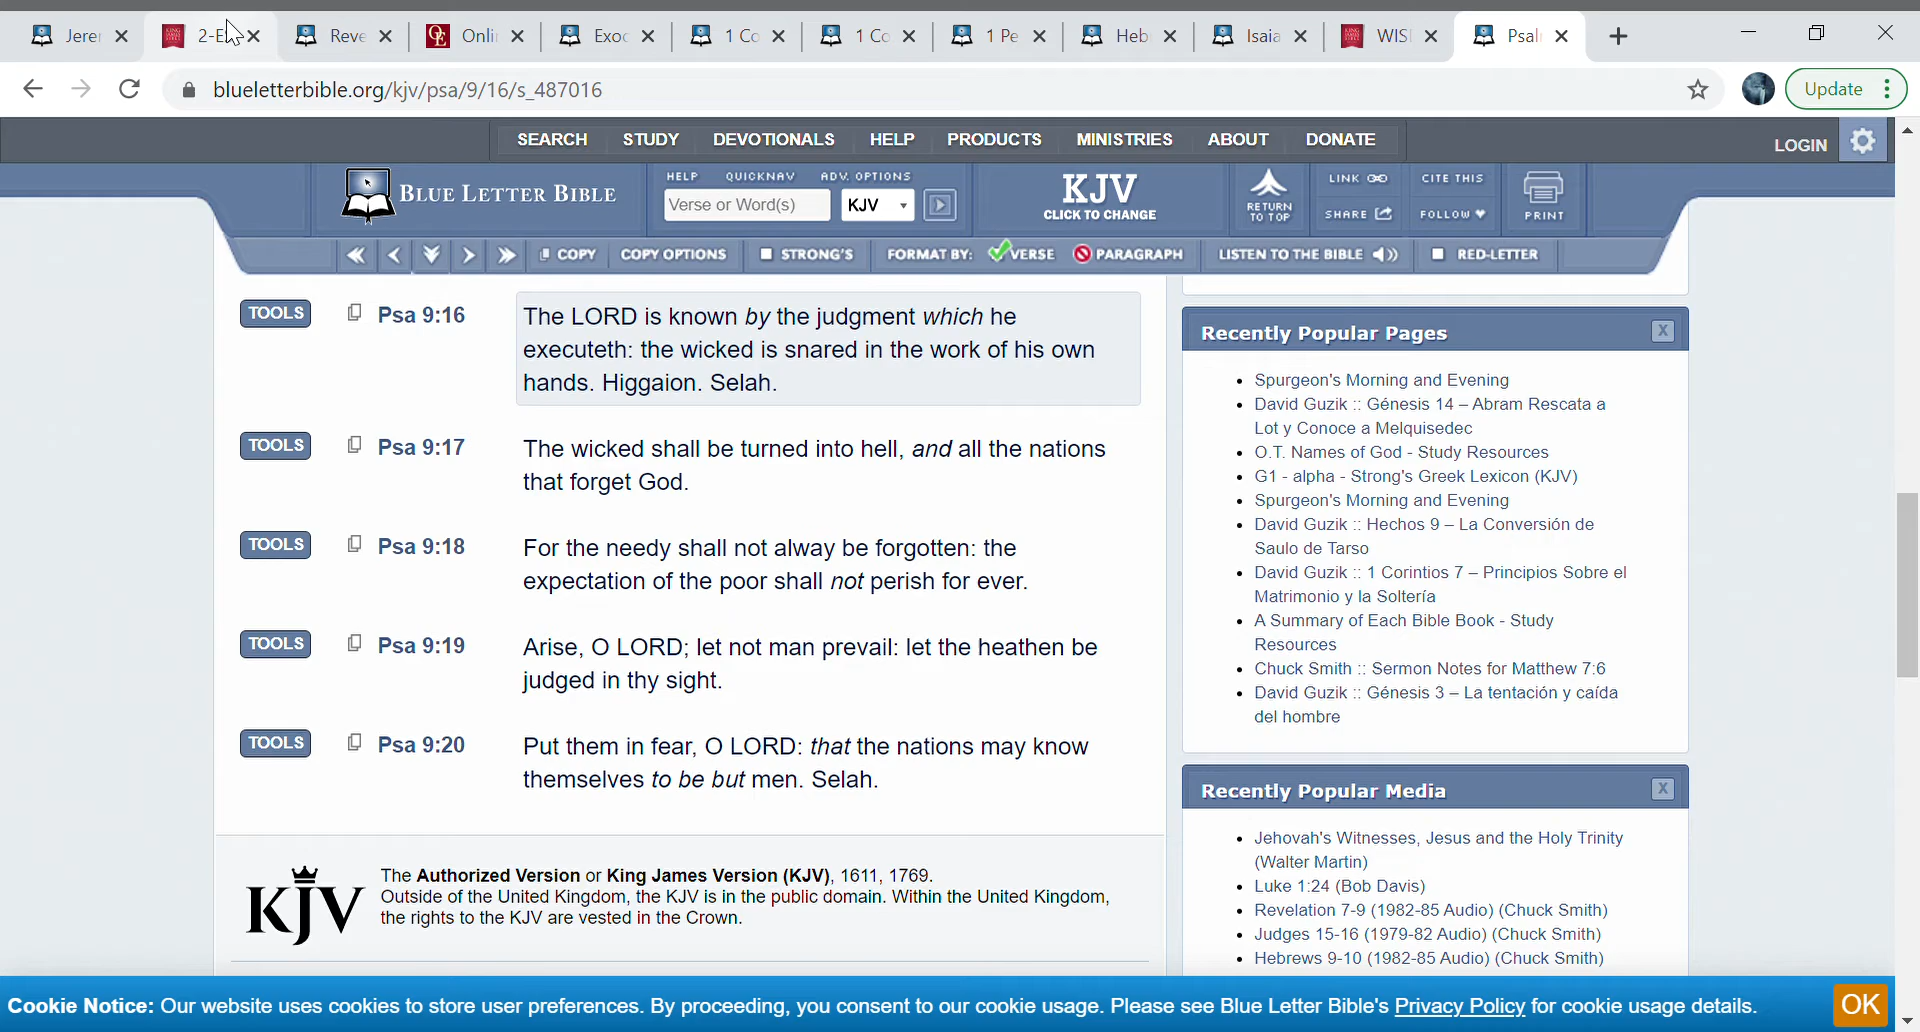 Jerer
2-E
Reve
Onli
Exo
1 Co
1 Co
1 Pe
Heb
Isaia
WIS
Psal
blueletterbible.org/kjv/psa/9/16/s_487016
Update
SEARCH STUDY DEVOTIONALS HELP PRODUCTS MINISTRIES ABOUT DONATE
LOGIN
BLUE LETTER BIBLE
HELP QUICKNAV ADV. OPTIONS
Verse or Word(s) KJV
KJV
CLICK TO CHANGE
RETURN
TO TOP
LINK
CITE THIS
SHARE
FOLLOW
PRINT
COPY COPY OPTIONS STRONG'S FORMAT BY: VERSE PARAGRAPH LISTEN TO THE BIBLE RED-LETTER
TOOLS Psa 9:16 The LORD is known by the judgment which he
executeth: the wicked is snared in the work of his own
hands. Higgaion. Selah.
TOOLS Psa 9:17 The wicked shall be turned into hell, and all the nations
that forget God.
TOOLS Psa 9:18 For the needy shall not alway be forgotten: the
expectation of the poor shall not perish for ever.
TOOLS Psa 9:19 Arise, O LORD; let not man prevail: let the heathen be
judged in thy sight.
TOOLS Psa 9:20 Put them in fear, O LORD: that the nations may know
themselves to be but men. Selah.
KJV
The Authorized Version or King James Version (KJV), 1611, 1769.
Outside of the United Kingdom, the KJV is in the public domain. Within the United Kingdom,
the rights to the KJV are vested in the Crown.
Recently Popular Pages X
• Spurgeon's Morning and Evening
• David Guzik :: Génesis 14 – Abram Rescata a
Lot y Conoce a Melquisedec
• O.T. Names of God - Study Resources
• G1 - alpha - Strong's Greek Lexicon (KJV)
• Spurgeon's Morning and Evening
• David Guzik :: Hechos 9 – La Conversión de
Saulo de Tarso
• David Guzik :: 1 Corintios 7 – Principios Sobre el
Matrimonio y la Soltería
• A Summary of Each Bible Book - Study
Resources
• Chuck Smith :: Sermon Notes for Matthew 7:6
• David Guzik :: Génesis 3 – La tentación y caída
del hombre
Recently Popular Media X
• Jehovah's Witnesses, Jesus and the Holy Trinity
(Walter Martin)
• Luke 1:24 (Bob Davis)
• Revelation 7-9 (1982-85 Audio) (Chuck Smith)
• Judges 15-16 (1979-82 Audio) (Chuck Smith)
• Hebrews 9-10 (1982-85 Audio) (Chuck Smith)
Cookie Notice: Our website uses cookies to store user preferences. By proceeding, you consent to our cookie usage. Please see Blue Letter Bible's Privacy Policy for cookie usage details. OK